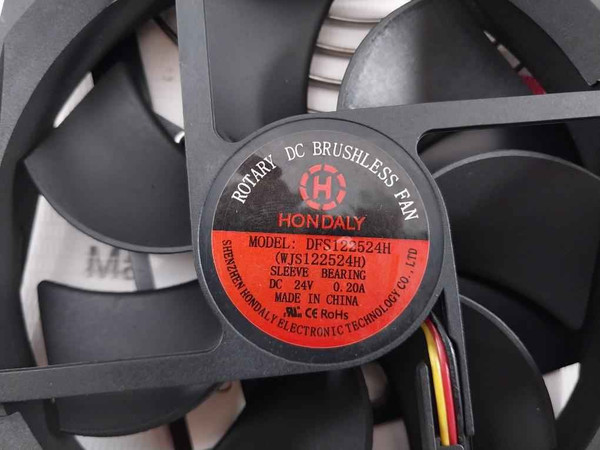 ROTARY DC BRUSHLESS FAN
H
HONDALY
MODEL: DFS122524H
(WJS122524H)
SLEEVE BEARING
DC 24V 0.20A
MADE IN CHINA
CE RoHS
SHENZHEN HONDALY ELECTRONIC TECHNOLOGY CO., LTD
Ma